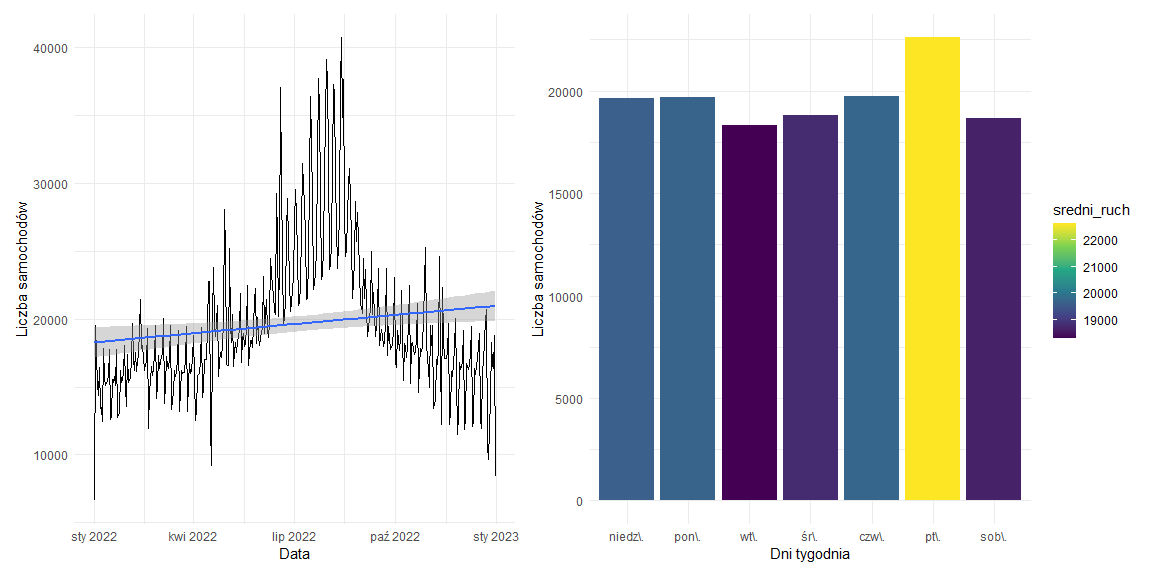 Liczba samochodów
40000
30000
20000
10000
sty 2022
kwi 2022
lip 2022
paź 2022
sty 2023
Data
Liczba samochodów
20000
15000
10000
5000
0
niedz\.
pon\.
wt\.
śr\.
czw\.
pt\.
sob\.
Dni tygodnia
sredni_ruch
22000
21000
20000
19000